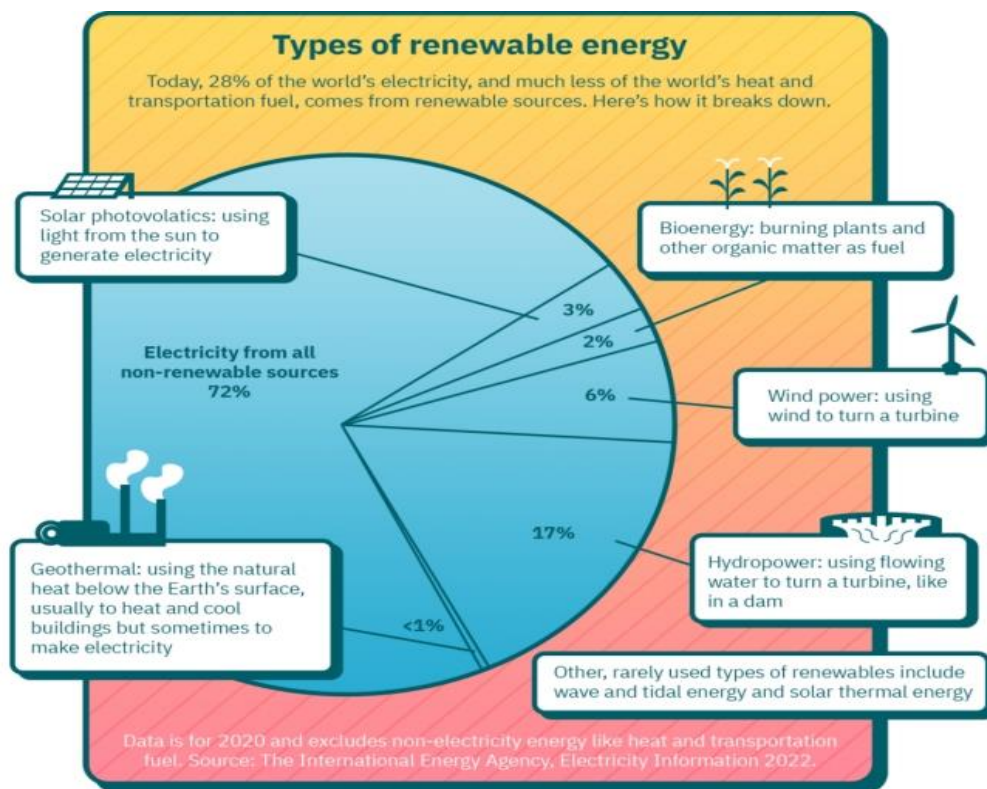 Types of renewable energy
Today, 28% of the world's electricity, and much less of the world's heat and
transportation fuel, comes from renewable sources. Here's how it breaks down.
Solar photovolatics: using
light from the sun to
generate electricity
Bioenergy: burning plants and
other organic matter as fuel
3%
2%
Electricity from all
non-renewable sources
72%
6%
Wind power: using
wind to turn a turbine
17%
Hydropower: using flowing
water to turn a turbine, like
in a dam
Geothermal: using the natural
heat below the Earth's surface,
usually to heat and cool
buildings but sometimes to
make electricity
<1%
Other, rarely used types of renewables include
wave and tidal energy and solar thermal energy
Data is for 2020 and excludes non-electricity energy like heat and transportation
fuel. Source: The International Energy Agency, Electricity Information 2022.